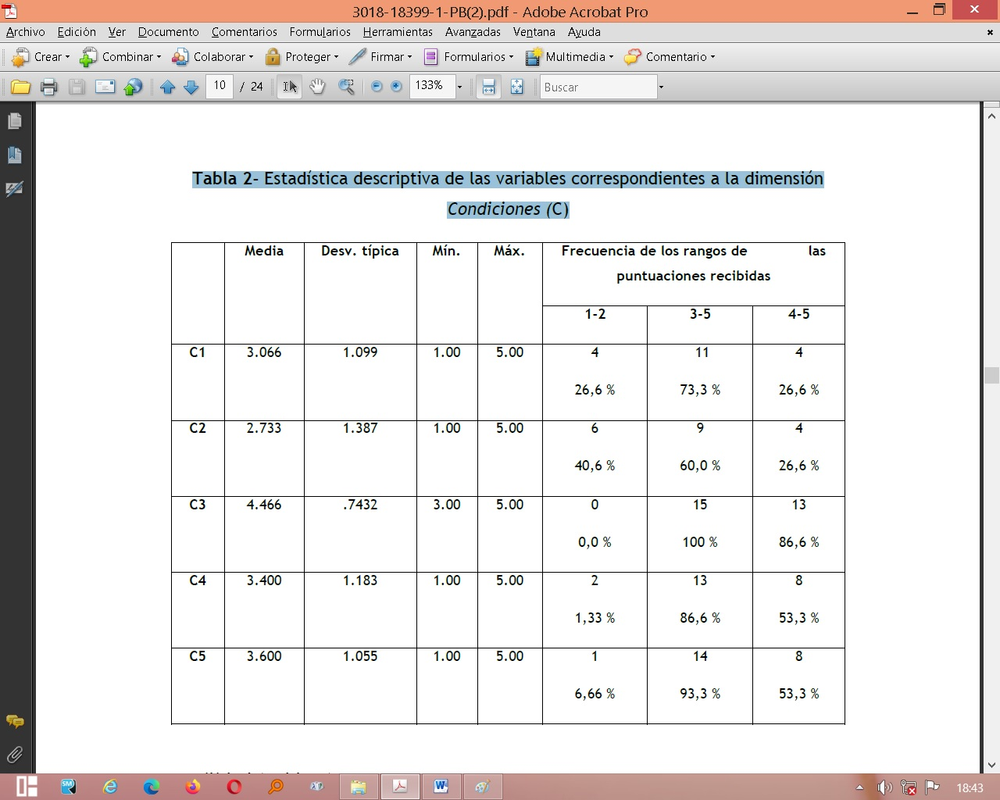 3018-18399-1-PB(2).pdf - Adobe Acrobat Pro
Archivo Edición Ver Documento Comentarios Formularios Herramientas Avanzadas Ventana Ayuda
Crear Combinar Colaborar Proteger Firmar Formularios Multimedia Comentario
10 / 24 133% Buscar
Tabla 2- Estadística descriptiva de las variables correspondientes a la dimensión
Condiciones (C)
Media Desv. típica Mín. Máx. Frecuencia de los rangos de las
puntuaciones recibidas
1-2 3-5 4-5
C1 3.066 1.099 1.00 5.00 4 11 4
26,6 % 73,3 % 26,6 %
C2 2.733 1.387 1.00 5.00 6 9 4
40,6 % 60,0 % 26,6 %
C3 4.466 .7432 3.00 5.00 0 15 13
0,0 % 100 % 86,6 %
C4 3.400 1.183 1.00 5.00 2 13 8
1,33 % 86,6 % 53,3 %
C5 3.600 1.055 1.00 5.00 1 14 8
6,66 % 93,3 % 53,3 %
18:43